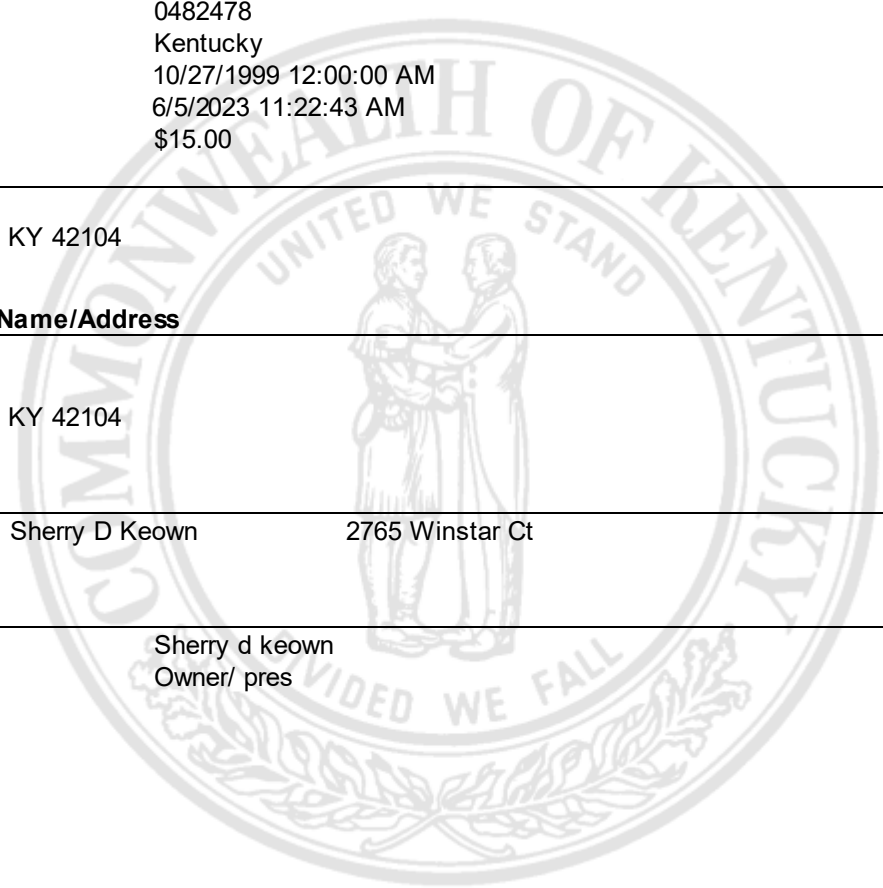 0482478
Kentucky
10/27/1999 12:00:00 AM
6/5/2023 11:22:43 AM
$15.00
KY 42104
Name/Address
KY 42104
Sherry D Keown 2765 Winstar Ct
Sherry d keown
Owner/ pres
COMMONWEALTH OF KENTUCKY
UNITED WE STAND
DIVIDED WE FALL